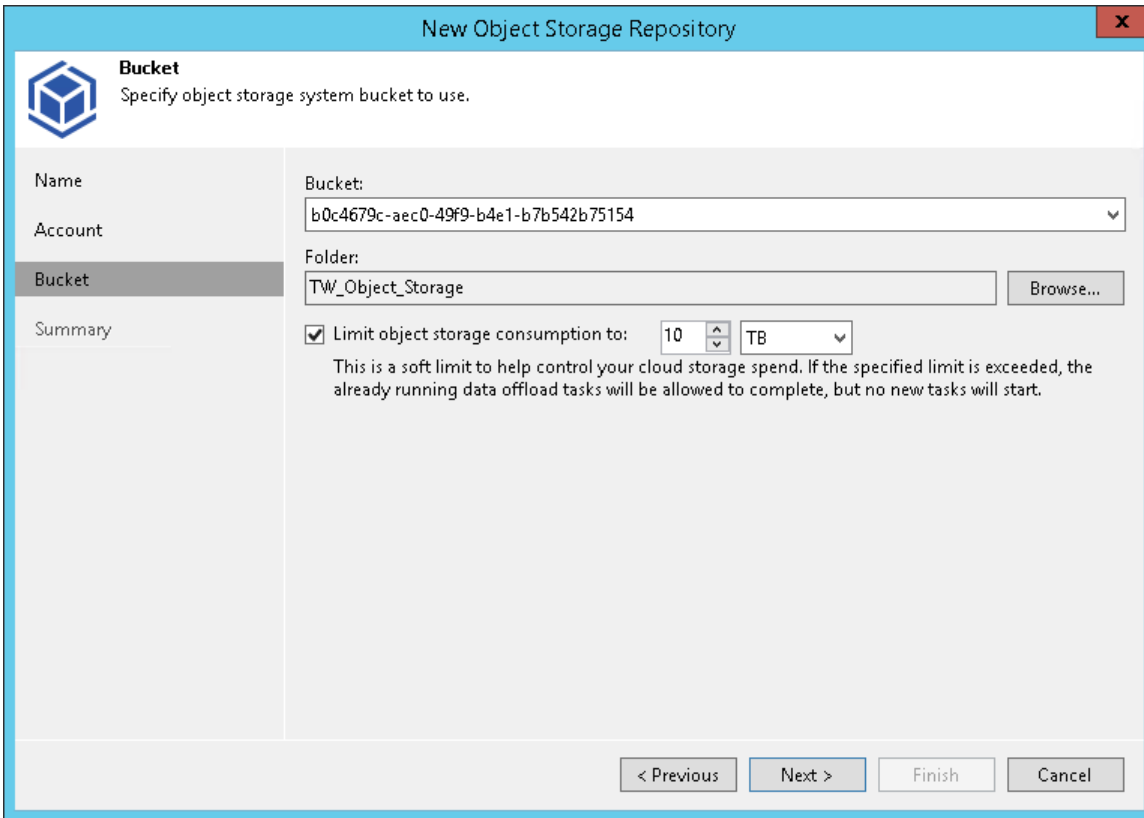 New Object Storage Repository
x
Bucket
Specify object storage system bucket to use.
Name
Account
Bucket
Summary
Bucket:
b0c4679c-aec0-49f9-b4e1-b7b542b75154
Folder:
TW_Object_Storage
Browse...
Limit object storage consumption to: 10 TB
This is a soft limit to help control your cloud storage spend. If the specified limit is exceeded, the
already running data offload tasks will be allowed to complete, but no new tasks will start.
< Previous
Next >
Finish
Cancel